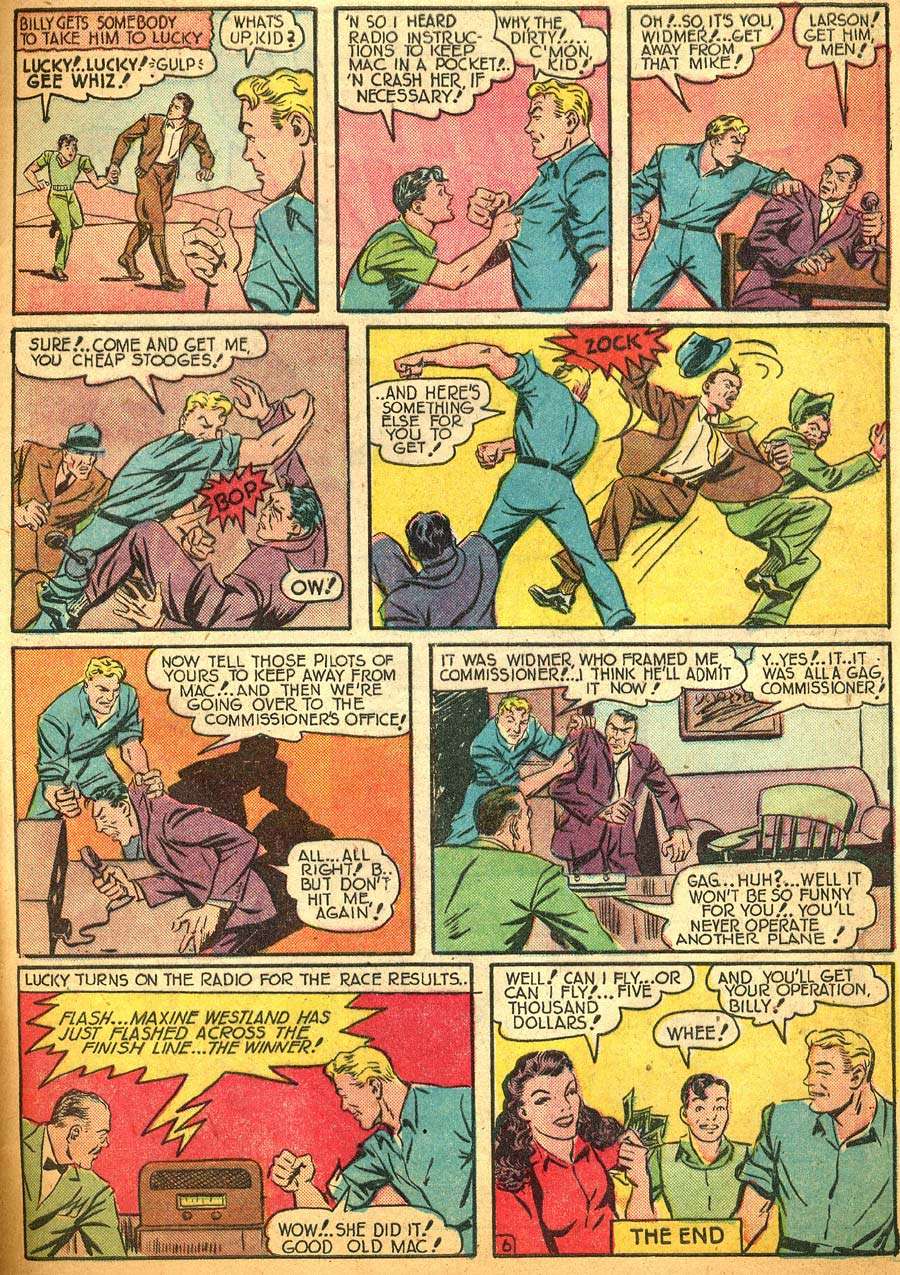 BILLY GETS SOMEBODY
TO TAKE HIM TO LUCKY
LUCKY!..LUCKY! GULP
GEE WHIZ!
WHAT'S
UP, KID?
'N SO I HEARD
RADIO INSTRUC-
TIONS TO KEEP
MAC IN A POCKET!..
'N CRASH HER, IF
NECESSARY!
WHY, THE
DIRTY!....
C'MON,
KID!
OH!..SO, IT'S YOU,
WIDMER!...GET
AWAY FROM
THAT MIKE!
LARSON!
GET HIM,
MEN!
SURE!..COME AND GET ME,
YOU CHEAP STOOGES!
BOP
OW!
..AND HERE'S
SOMETHING
ELSE FOR
YOU TO
GET!
ZOCK
NOW TELL THOSE PILOTS OF
YOURS TO KEEP AWAY FROM
MAC!..AND THEN WE'RE
GOING OVER TO THE
COMMISSIONER'S OFFICE!
ALL...ALL
RIGHT! B..
BUT DON'T
HIT ME
AGAIN!
IT WAS WIDMER, WHO FRAMED ME,
COMMISSIONER!..I THINK HE'LL ADMIT
IT NOW!
Y..YES!..IT..IT
WAS ALL A GAG,
COMMISSIONER!
GAG...HUH?...WELL IT
WON'T BE SO FUNNY
FOR YOU!..YOU'LL
NEVER OPERATE
ANOTHER PLANE!
LUCKY TURNS ON THE RADIO FOR THE RACE RESULTS..
FLASH...MAXINE WESTLAND HAS
JUST FLASHED ACROSS THE
FINISH LINE...THE WINNER!
WOW!...SHE DID IT!
GOOD OLD MAC!
WELL! CAN I FLY...OR
CAN I FLY!...FIVE
THOUSAND
DOLLARS!
WHEE!
AND YOU'LL GET
YOUR OPERATION,
BILLY!
6
THE END